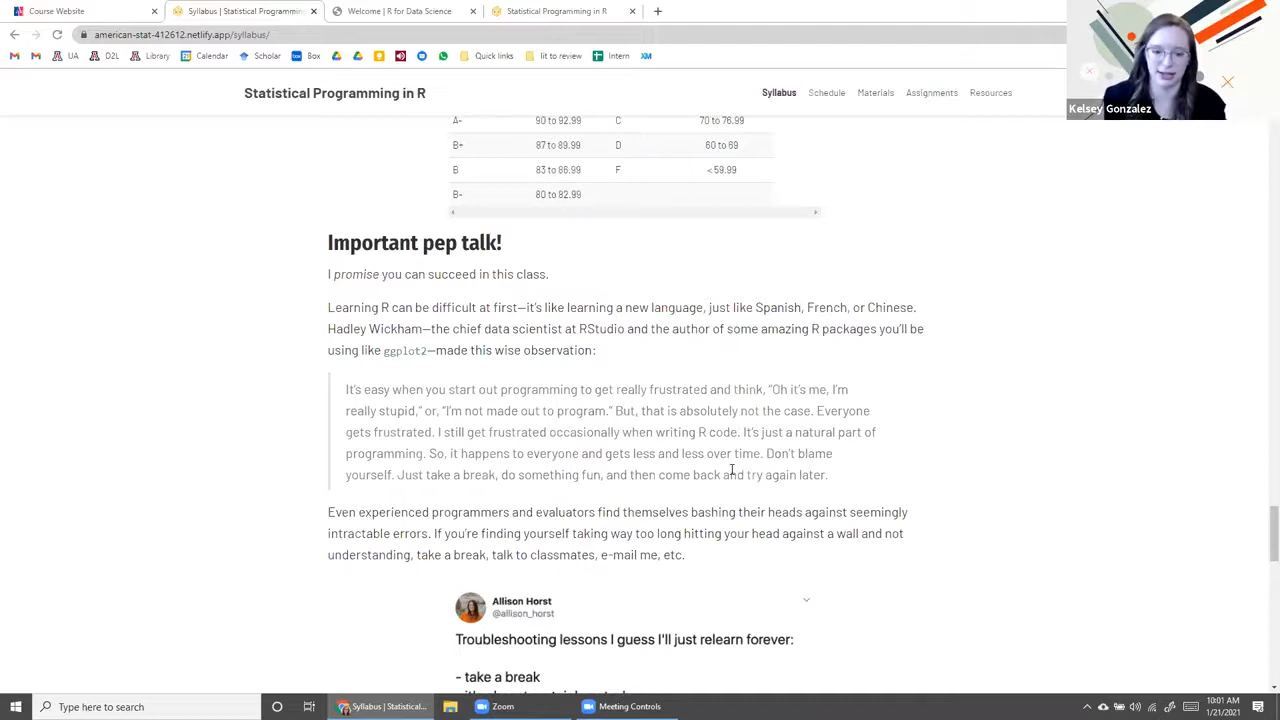 Course Website
Syllabus | Statistical Programming in
Welcome | R for Data Science
Statistical Programming in R
american-stat-412612.netlify.app/syllabus/
UA
D2L
Library
Calendar
Scholar
Box
Quick links
lit to review
Intern
Kelsey Gonzalez
Statistical Programming in R
Syllabus
Schedule
Materials
Assignments
Resources
A- 90 to 92.99 C 70 to 76.99
B+ 87 to 89.99 D 60 to 69
B 83 to 86.99 F < 59.99
B- 80 to 82.99
Important pep talk!
I promise you can succeed in this class.
Learning R can be difficult at first—it's like learning a new language, just like Spanish, French, or Chinese.
Hadley Wickham—the chief data scientist at RStudio and the author of some amazing R packages you'll be
using like ggplot2—made this wise observation:
It's easy when you start out programming to get really frustrated and think, “Oh it's me, I'm
really stupid,” or, “I'm not made out to program.” But, that is absolutely not the case. Everyone
gets frustrated. I still get frustrated occasionally when writing R code. It's just a natural part of
programming. So, it happens to everyone and gets less and less over time. Don't blame
yourself. Just take a break, do something fun, and then come back and try again later.
Even experienced programmers and evaluators find themselves bashing their heads against seemingly
intractable errors. If you're finding yourself taking way too long hitting your head against a wall and not
understanding, take a break, talk to classmates, e-mail me, etc.
Allison Horst
@allison_horst
Troubleshooting lessons I guess I'll just relearn forever:
- take a break
Type here to search
Syllabus | Statistical...
Zoom
Meeting Controls
10:01 AM
1/21/2021